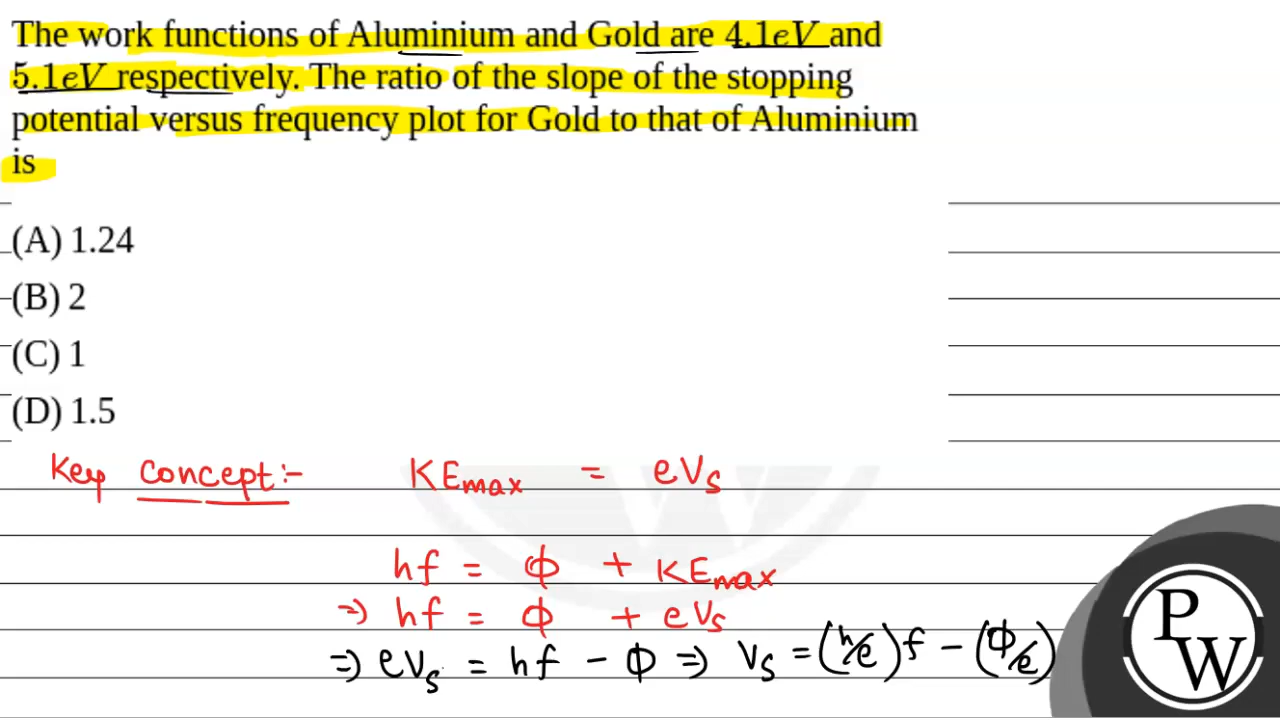 The work functions of Aluminium and Gold are 4.1eV and
5.1eV respectively. The ratio of the slope of the stopping
potential versus frequency plot for Gold to that of Aluminium
is
(A) 1.24
(B) 2
(C) 1
(D) 1.5
Key concept:- KEmax = eVs
hf = Φ + KEmax
⇒ hf = Φ + eVs
⇒ eVs = hf - Φ ⇒ Vs = (h/e) f - (Φ/e)
P
W